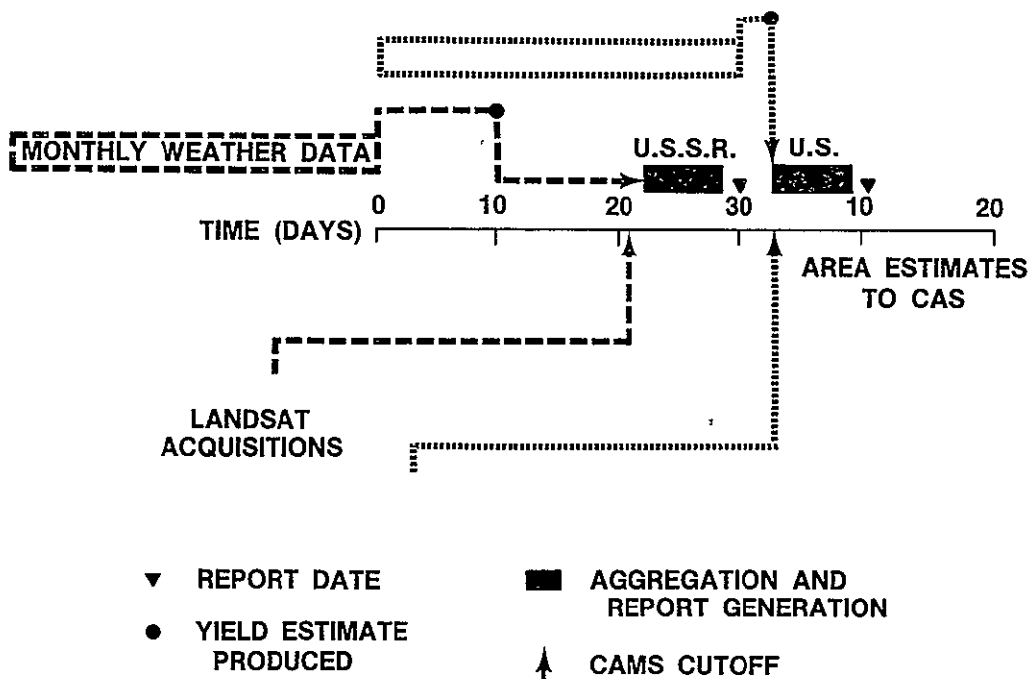 MONTHLY WEATHER DATA
U.S.S.R. U.S.
0 10 20 30 10 20
TIME (DAYS)
AREA ESTIMATES
TO CAS
LANDSAT
ACQUISITIONS
REPORT DATE
YIELD ESTIMATE
PRODUCED
AGGREGATION AND
REPORT GENERATION
CAMS CUTOFF